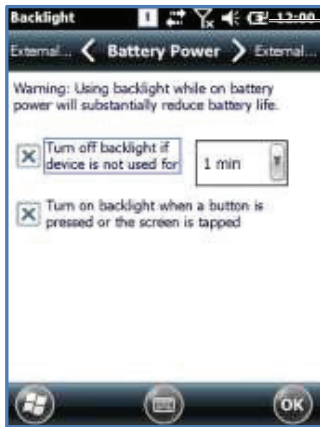 Backlight 12:00
External... Battery Power External...
Warning: Using backlight while on battery
power will substantially reduce battery life.
Turn off backlight if
device is not used for
1 min
Turn on backlight when a button is
pressed or the screen is tapped
OK